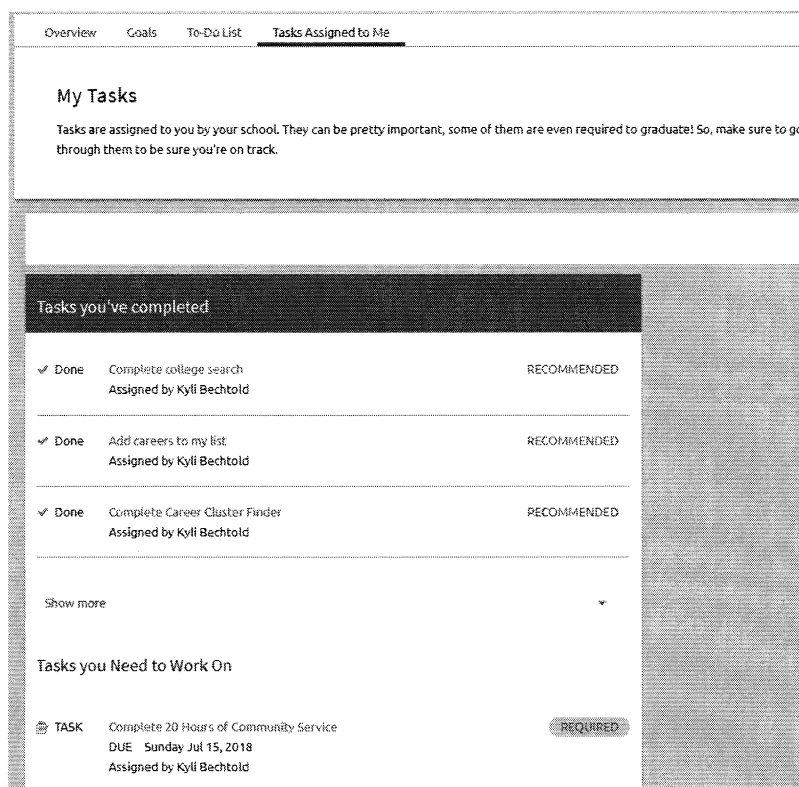 Overview Goals To-Do List Tasks Assigned to Me
My Tasks
Tasks are assigned to you by your school. They can be pretty important, some of them are even required to graduate! So, make sure to go
through them to be sure you're on track.
Tasks you've completed
Done Complete college search RECOMMENDED
Assigned by Kyli Bechtold
Done Add careers to my list RECOMMENDED
Assigned by Kyli Bechtold
Done Complete Career Cluster Finder RECOMMENDED
Assigned by Kyli Bechtold
Show more
Tasks you Need to Work On
TASK Complete 20 Hours of Community Service REQUIRED
DUE Sunday Jul 15, 2018
Assigned by Kyli Bechtold